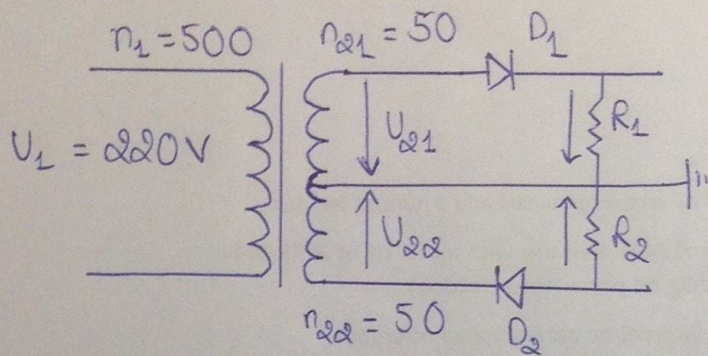 n₁ = 500
n₂₁ = 50
D₁
U₁ = 220V
U₂₁
R₁
U₂₂
R₂
n₂₂ = 50
D₂